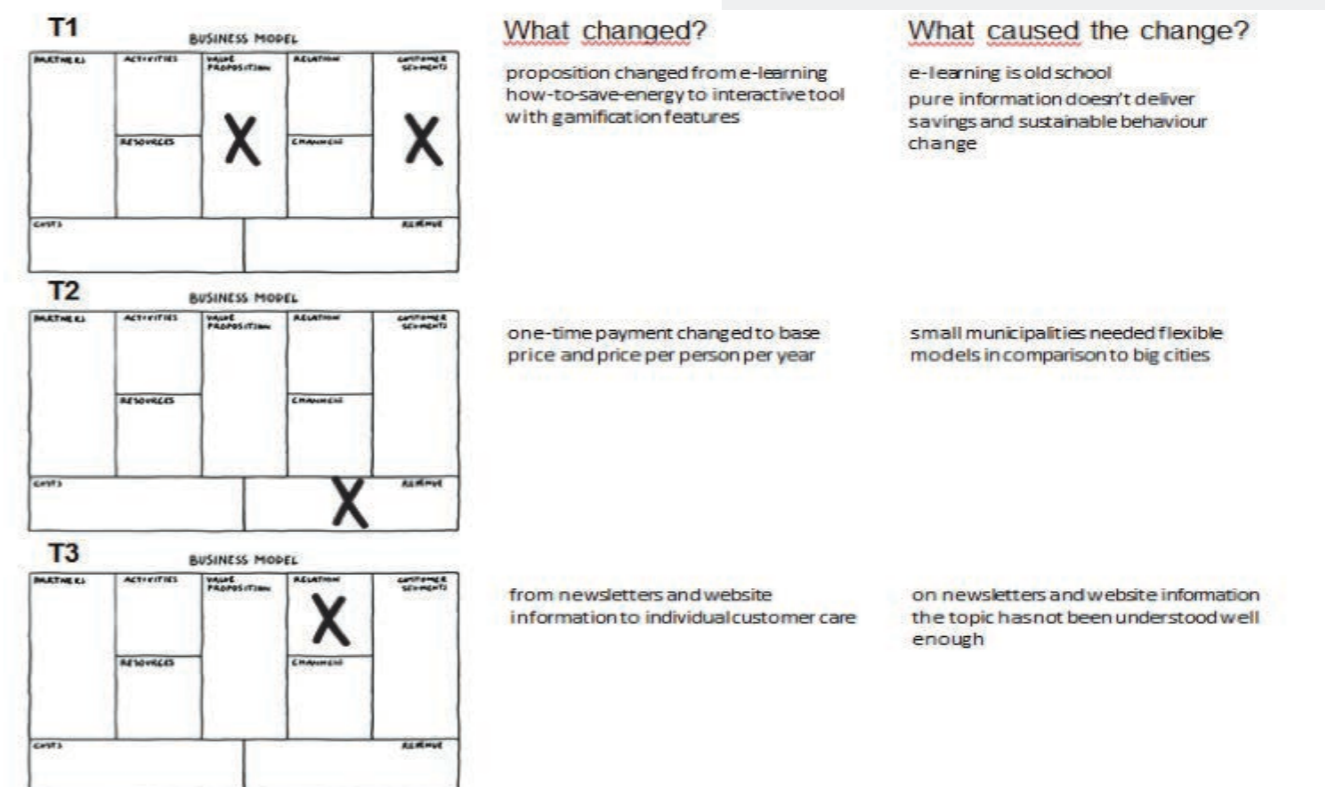 T1
BUSINESS MODEL
PARTNERS
ACTIVITIES
VALUE
PROPOSITION
RELATION
CUSTOMER
SEGMENTS
X
X
RESOURCES
CHANNELS
COSTS
REVENUE
What changed?
proposition changed from e-learning
how-to-save-energy to interactive tool
with gamification features
What caused the change?
e-learning is old school
pure information doesn't deliver
savings and sustainable behaviour
change
T2
BUSINESS MODEL
PARTNERS
ACTIVITIES
VALUE
PROPOSITION
RELATION
CUSTOMER
SEGMENTS
RESOURCES
CHANNELS
COSTS
X
REVENUE
one-time payment changed to base
price and price per person per year
small municipalities needed flexible
models in comparison to big cities
T3
BUSINESS MODEL
PARTNERS
ACTIVITIES
VALUE
PROPOSITION
RELATION
CUSTOMER
SEGMENTS
X
RESOURCES
CHANNELS
COSTS
REVENUE
from newsletters and website
information to individual customer care
on newsletters and website information
the topic has not been understood well
enough